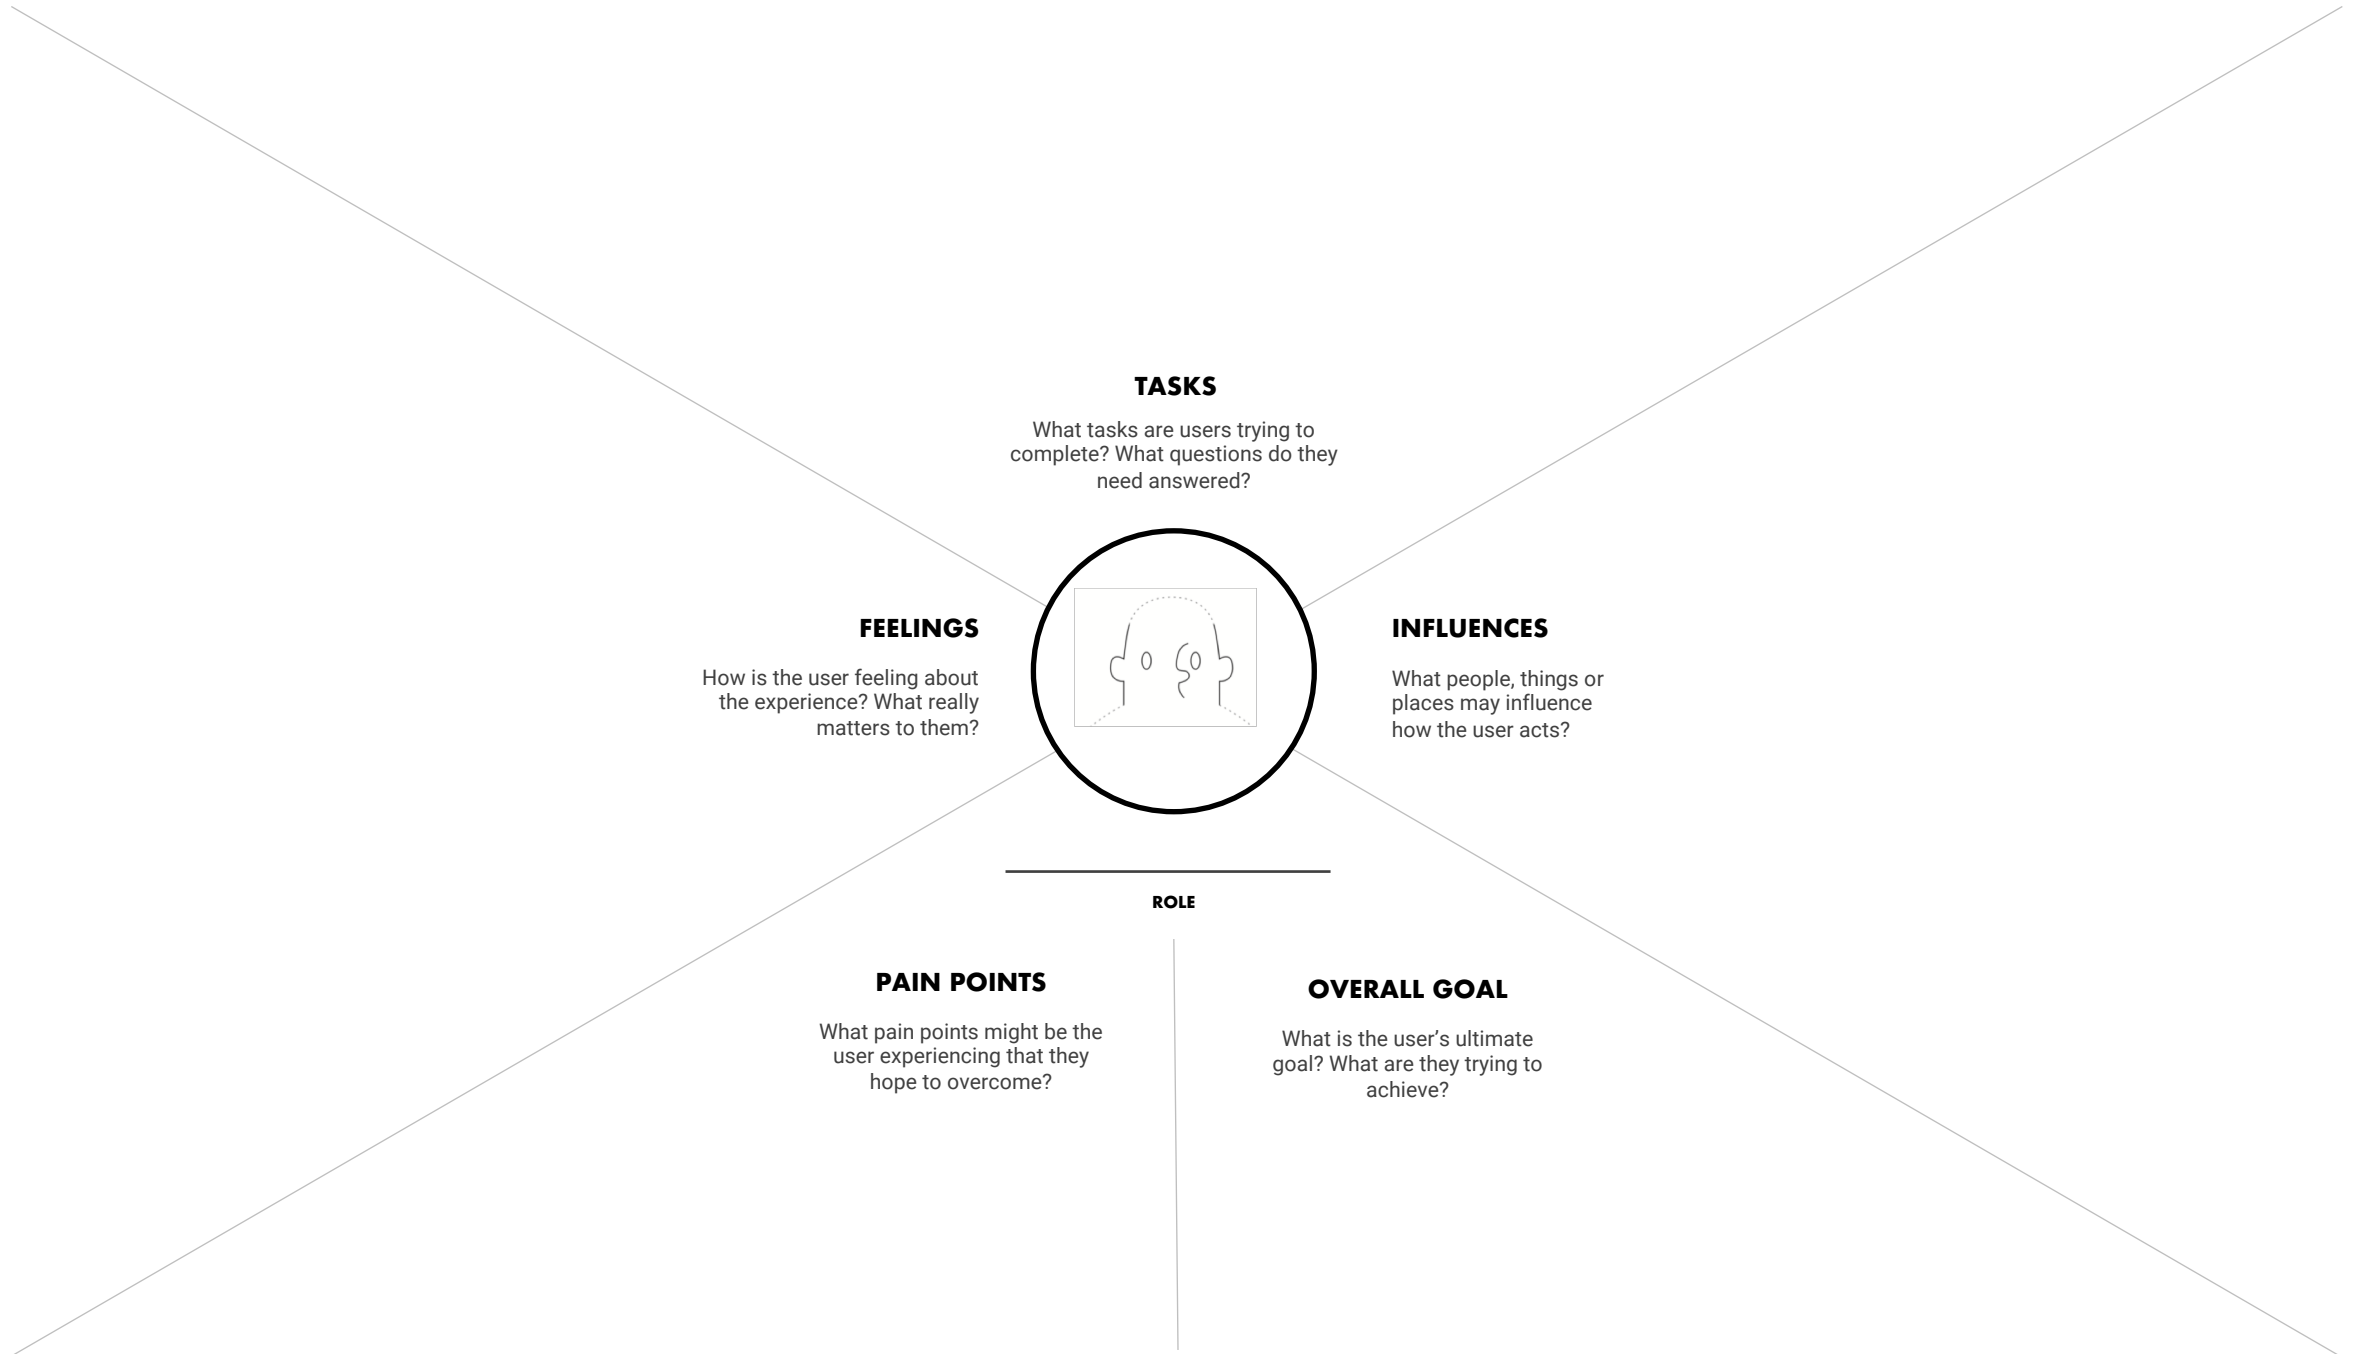 TASKS
What tasks are users trying to
complete? What questions do they
need answered?
FEELINGS
How is the user feeling about
the experience? What really
matters to them?
INFLUENCES
What people, things or
places may influence
how the user acts?
ROLE
PAIN POINTS
What pain points might be the
user experiencing that they
hope to overcome?
OVERALL GOAL
What is the user’s ultimate
goal? What are they trying to
achieve?